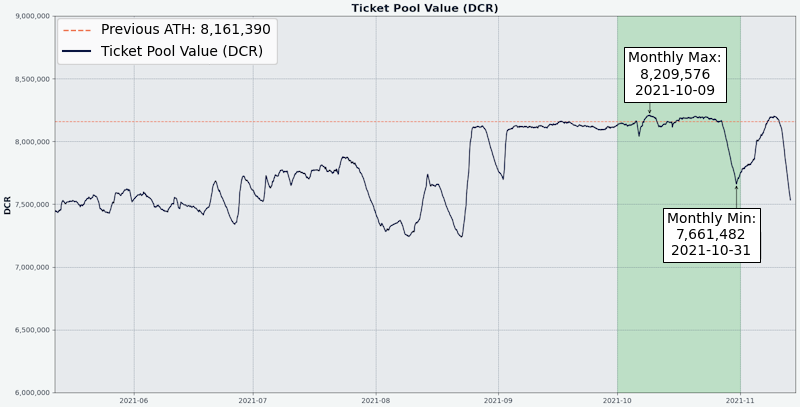 Ticket Pool Value (DCR)
Previous ATH: 8,161,390
Ticket Pool Value (DCR)
Monthly Max:
8,209,576
2021-10-09
Monthly Min:
7,661,482
2021-10-31
DCR
9,000,000
8,500,000
8,000,000
7,500,000
7,000,000
6,500,000
6,000,000
2021-06
2021-07
2021-08
2021-09
2021-10
2021-11